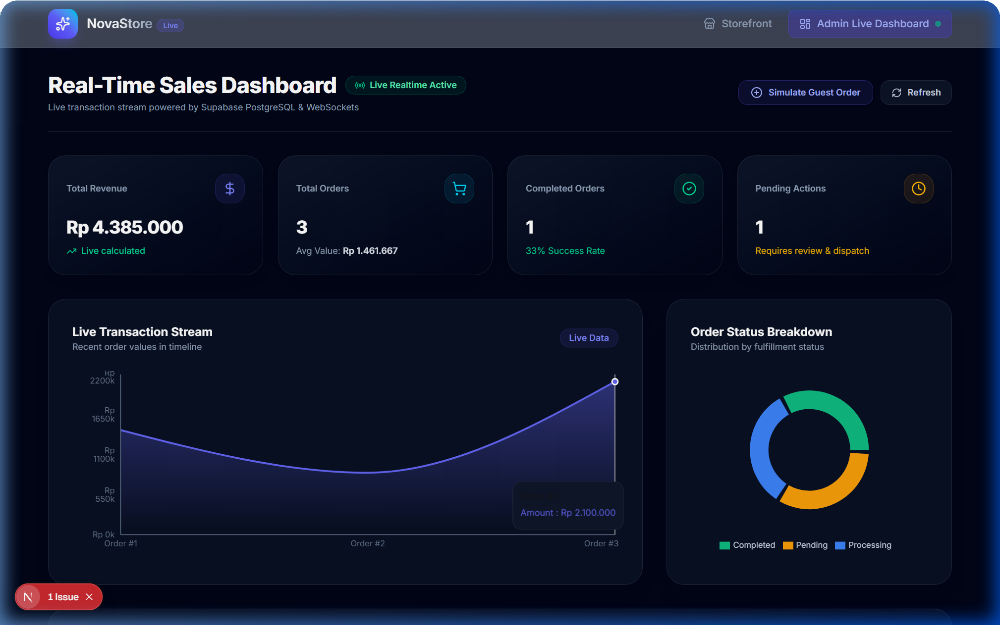 NovaStore
Live
Storefront
Admin Live Dashboard
Real-Time Sales Dashboard
Live Realtime Active
Live transaction stream powered by Supabase PostgreSQL & WebSockets
Simulate Guest Order
Refresh
Total Revenue
Rp 4.385.000
Live calculated
Total Orders
3
Avg Value: Rp 1.461.667
Completed Orders
1
33% Success Rate
Pending Actions
1
Requires review & dispatch
Live Transaction Stream
Recent order values in timeline
Live Data
Rp
2200k
Rp
1650k
Rp
1100k
Rp
550k
Rp 0k
Order #1
Order #2
Order #3
Amount : Rp 2.100.000
Order Status Breakdown
Distribution by fulfillment status
Completed
Pending
Processing
N
1 Issue